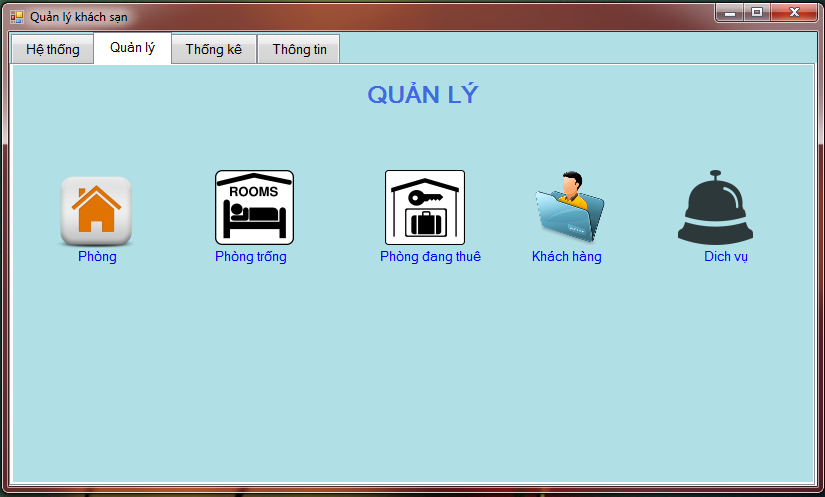 Quản lý khách sạn
Hệ thống Quản lý Thống kê Thông tin
QUẢN LÝ
ROOMS
Phòng Phòng trống Phòng đang thuê Khách hàng Dich vụ